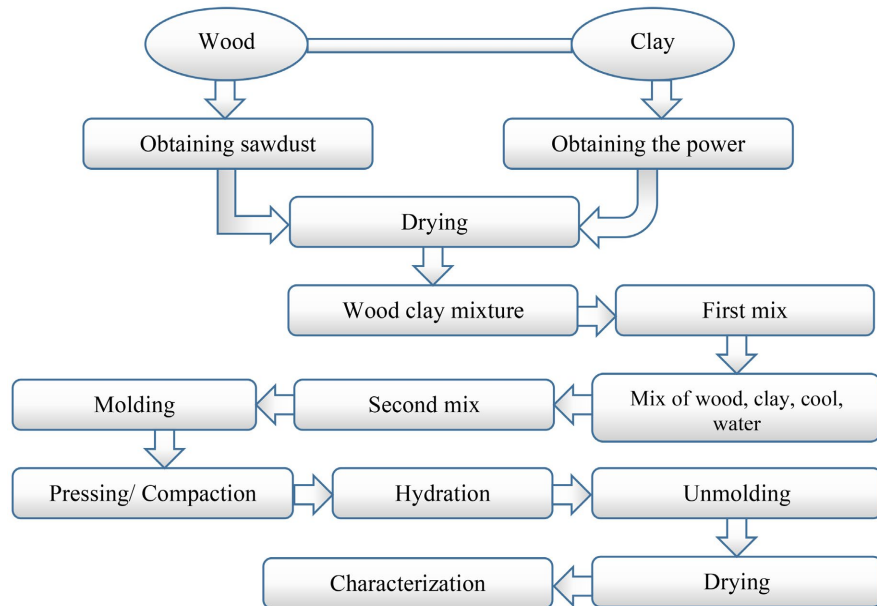 Wood
Clay
Obtaining sawdust
Obtaining the power
Drying
Wood clay mixture
First mix
Mix of wood, clay, cool,
water
Second mix
Molding
Pressing/ Compaction
Hydration
Unmolding
Drying
Characterization